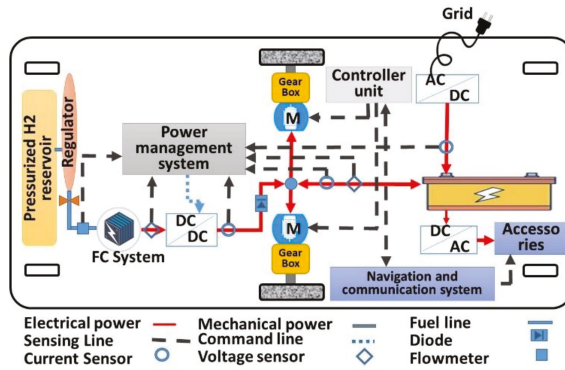 Grid
Gear
Box
M
Controller
unit
AC
DC
Pressurized H2
reservoir
Regulator
Power
management
system
DC
DC
FC System
M
Gear
Box
DC
AC
Accesso
ries
Navigation and
communication system
Electrical power
Mechanical power
Fuel line
Sensing Line
Command line
Diode
Current Sensor
Voltage sensor
Flowmeter